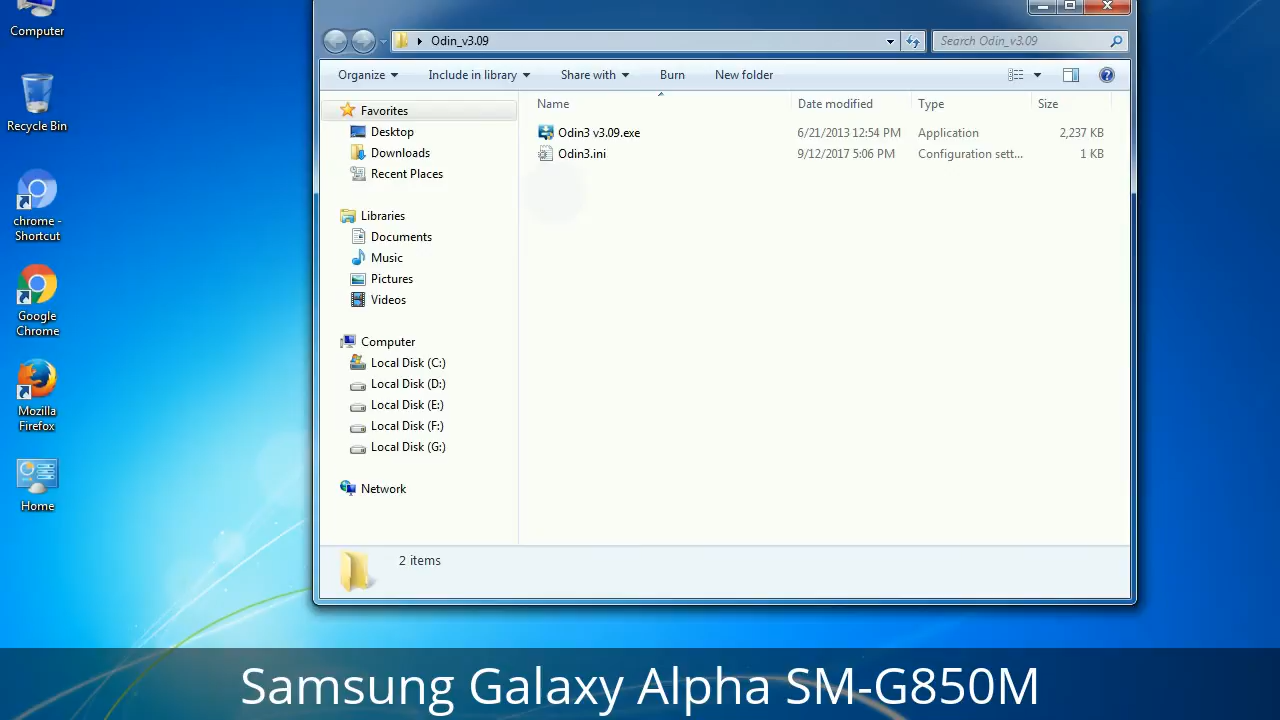 Computer
Recycle Bin
chrome -
Shortcut
Google
Chrome
Mozilla
Firefox
Home
Odin_v3.09
Search Odin_v3.09
Organize
Include in library
Share with
Burn
New folder
Favorites
Desktop
Downloads
Recent Places
Libraries
Documents
Music
Pictures
Videos
Computer
Local Disk (C:)
Local Disk (D:)
Local Disk (E:)
Local Disk (F:)
Local Disk (G:)
Network
Name Date modified Type Size
Odin3 v3.09.exe 6/21/2013 12:54 PM Application 2,237 KB
Odin3.ini 9/12/2017 5:06 PM Configuration sett... 1 KB
2 items
Samsung Galaxy Alpha SM-G850M